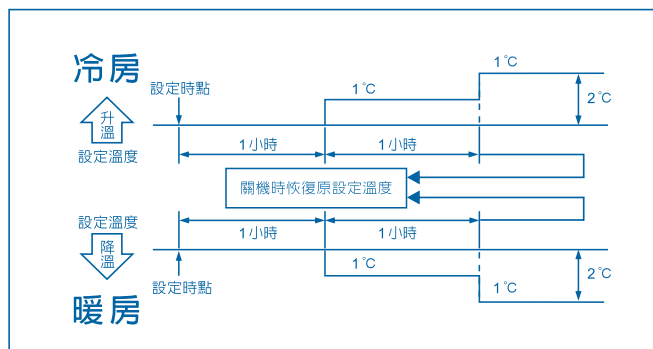 冷房
設定時點
1℃
1℃
2℃
升溫
設定溫度
1小時
1小時
關機時恢復原設定溫度
設定溫度
1小時
1小時
降溫
設定時點
1℃
1℃
2℃
暖房